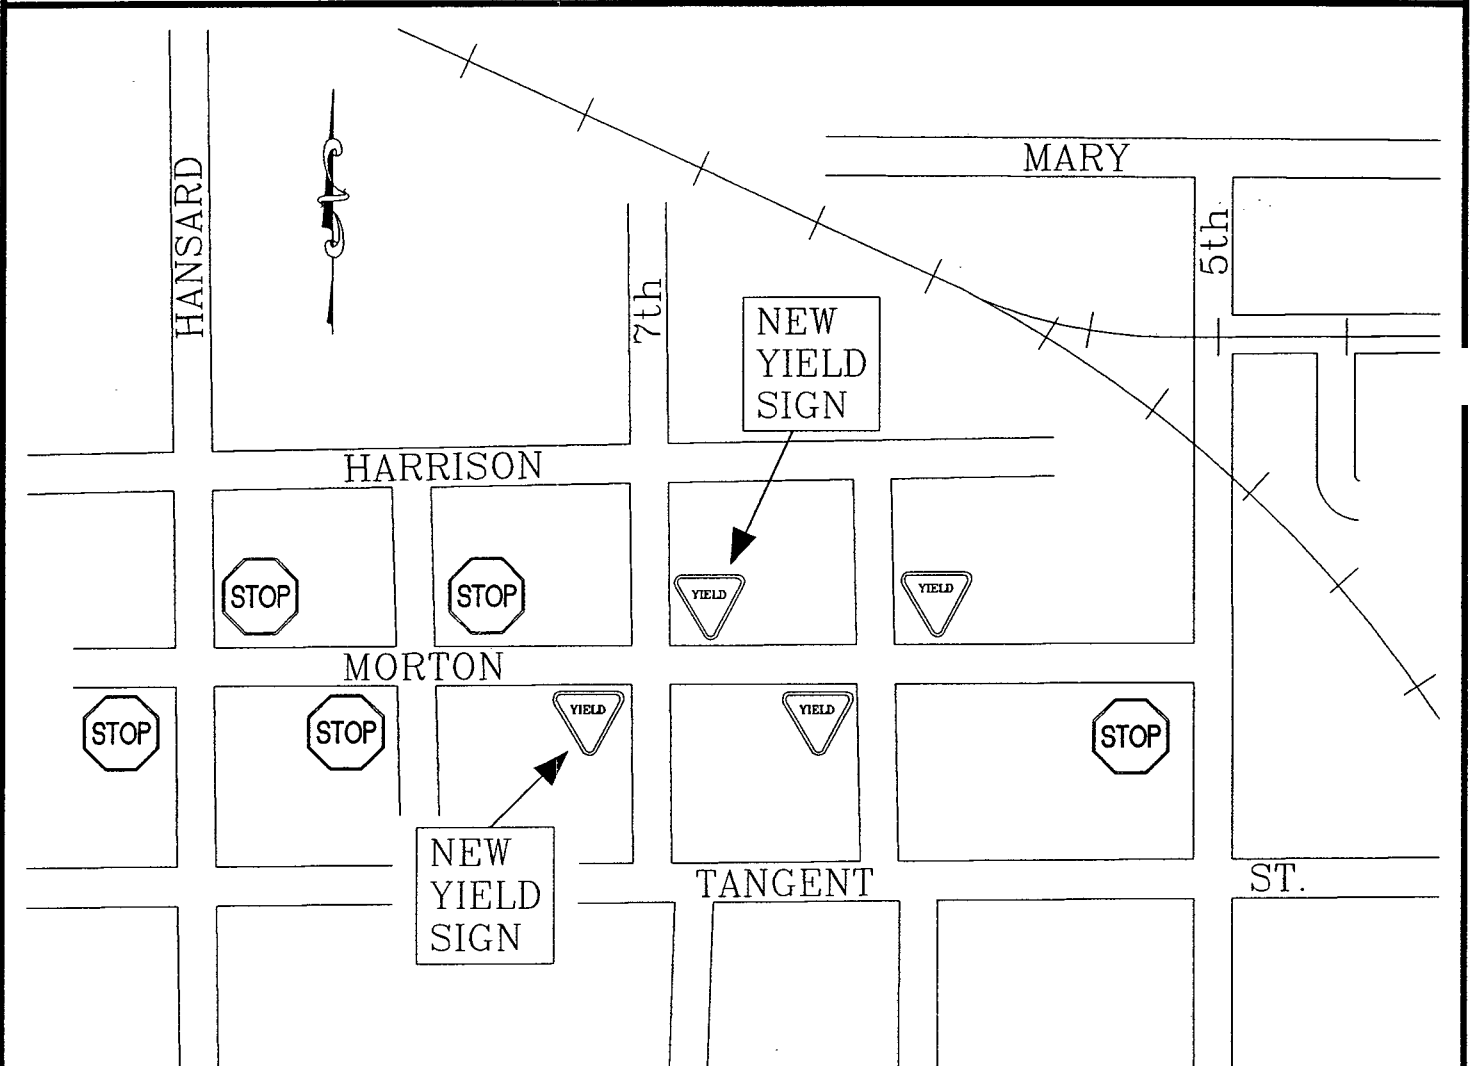 MARY
HANSARD
5th
7th
NEW
YIELD
SIGN
HARRISON
STOP
STOP
YIELD
YIELD
MORTON
STOP
STOP
YIELD
YIELD
STOP
NEW
YIELD
SIGN
TANGENT
ST.